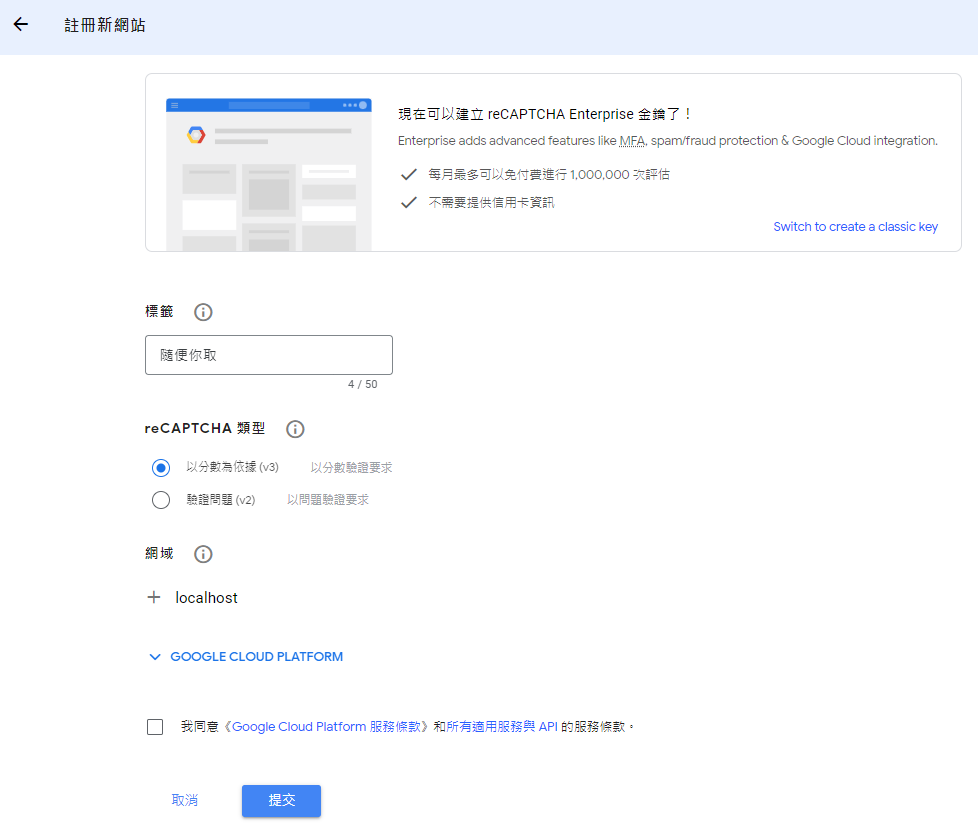 註冊新網站
現在可以建立 reCAPTCHA Enterprise 金鑰了！
Enterprise adds advanced features like MFA, spam/fraud protection & Google Cloud integration.
每月最多可以免付費進行 1,000,000 次評估
不需要提供信用卡資訊
Switch to create a classic key
標籤
隨便你取
4 / 50
reCAPTCHA 類型
以分數為依據 (v3) 以分數驗證要求
驗證問題 (v2) 以問題驗證要求
網域
localhost
GOOGLE CLOUD PLATFORM
我同意《Google Cloud Platform 服務條款》和所有適用服務與 API 的服務條款。
取消 提交